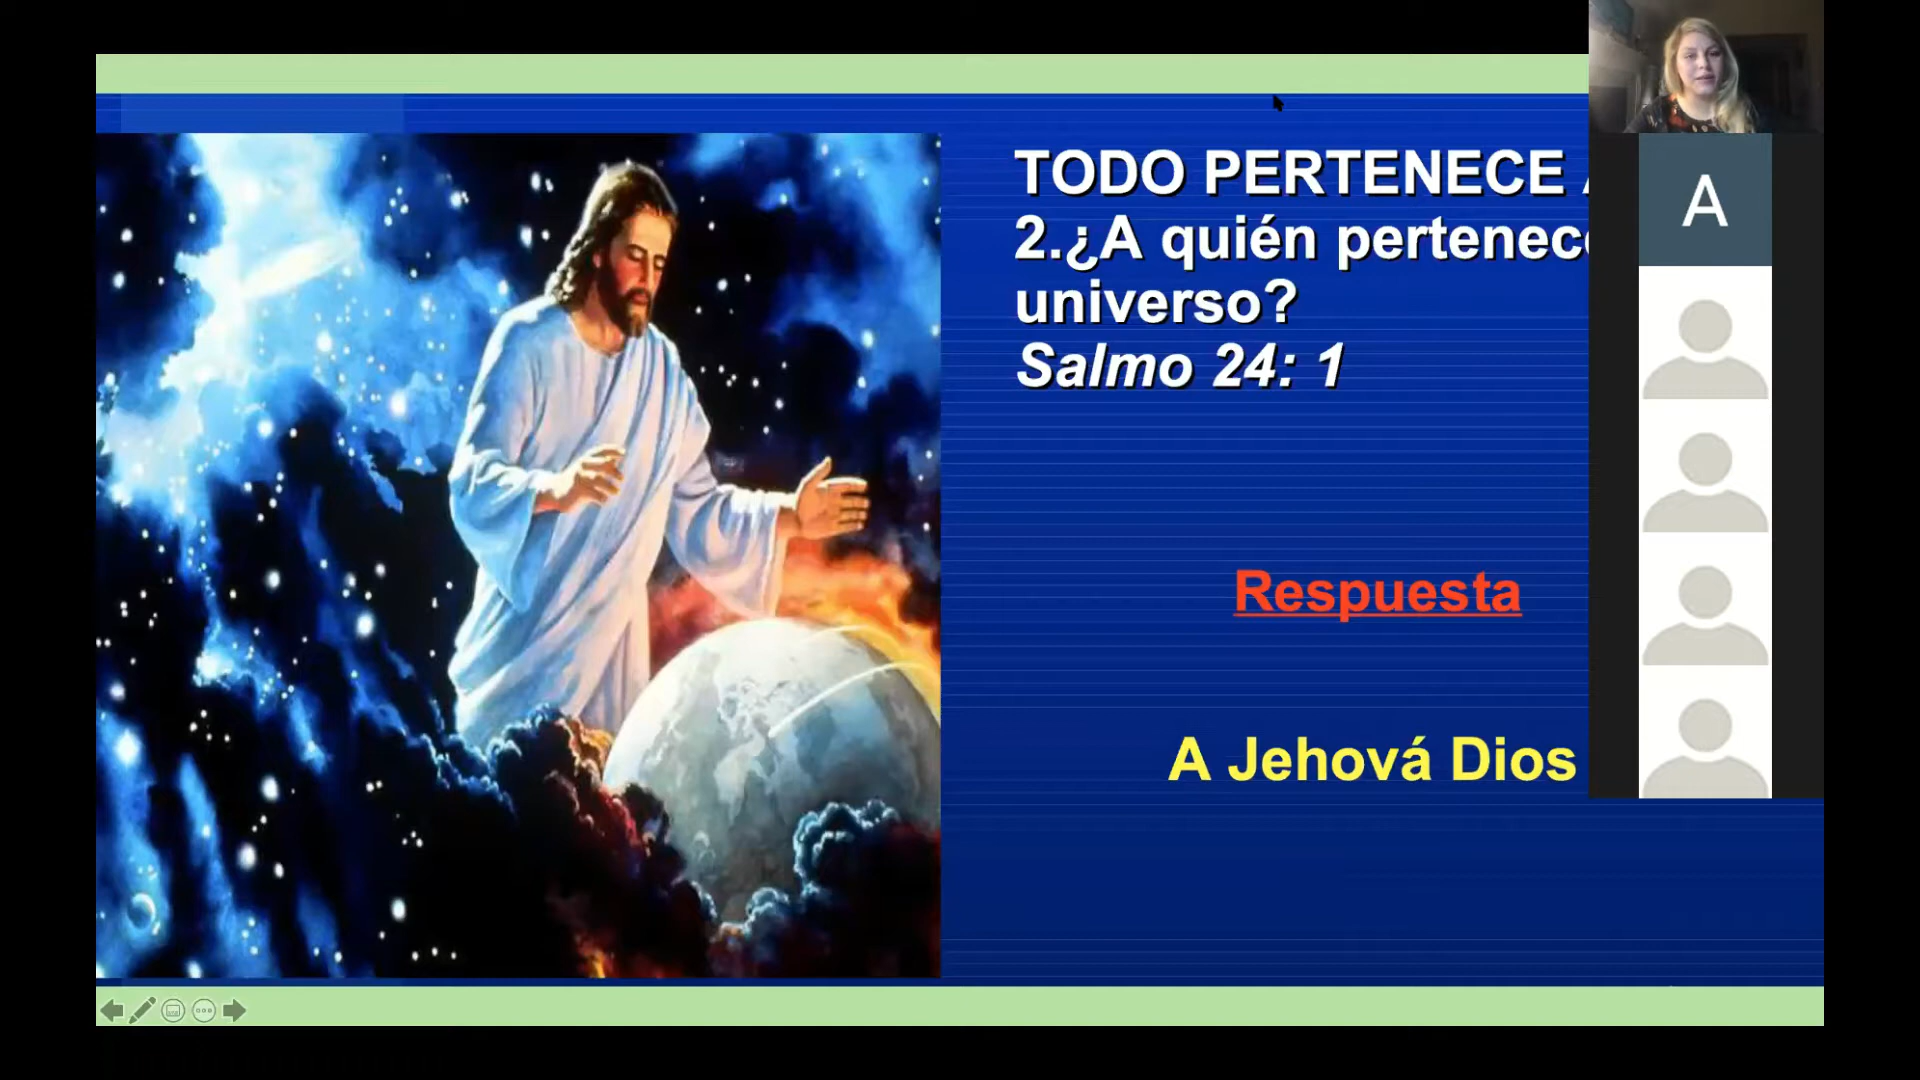 TODO PERTENECE
2.¿A quién pertenec
universo?
Salmo 24: 1
Respuesta
A Jehová Dios
A